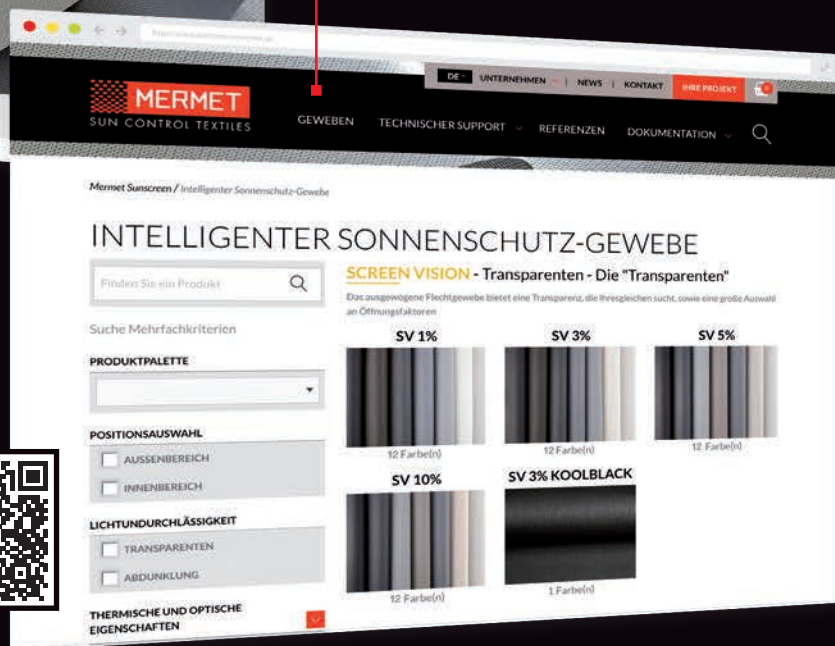 DE
UNTERNEHMEN | NEWS | KONTAKT
IHRE PROJEKT
0
MERMET
SUN CONTROL TEXTILES
GEWEBEN
TECHNISCHER SUPPORT
REFERENZEN
DOKUMENTATION
Mermet Sunscreen / Intelligenter Sonnenschutz-Gewebe
INTELLIGENTER SONNENSCHUTZ-GEWEBE
Finden Sie ein Produkt
Suche Mehrfachkriterien
PRODUKTPALETTE
POSITIONSAUSWAHL
AUSSENBEREICH
INNENBEREICH
LICHTUNDURCHLÄSSIGKEIT
TRANSPARENTEN
ABDUNKLUNG
THERMISCHE UND OPTISCHE
EIGENSCHAFTEN
SCREEN VISION - Transparenten - Die "Transparenten"
Das ausgewogene Flechtgewebe bietet eine Transparenz, die Ihresgleichen sucht, sowie eine große Auswahl
an Öffnungsfaktoren
SV 1%
SV 3%
SV 5%
12 Farbe(n)
12 Farbe(n)
12 Farbe(n)
SV 10%
SV 3% KOOLBLACK
12 Farbe(n)
1 Farbe(n)